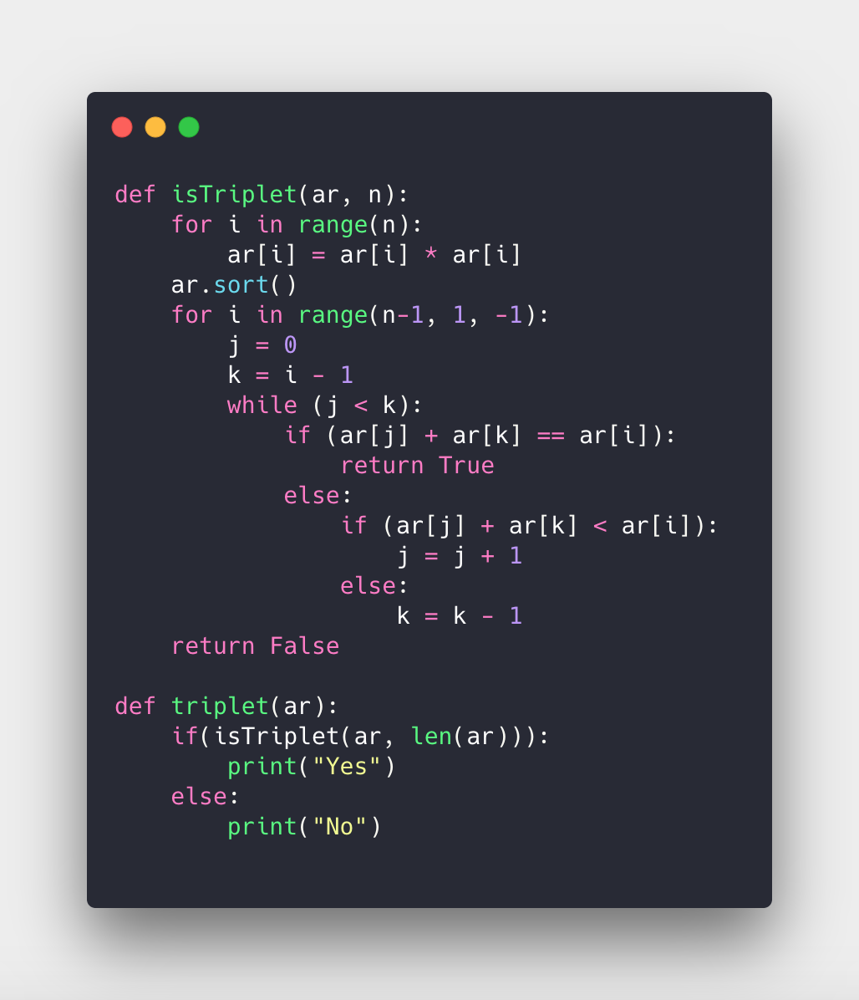 def isTriplet(ar, n):
    for i in range(n):
        ar[i] = ar[i] * ar[i]
    ar.sort()
    for i in range(n-1, 1, -1):
        j = 0
        k = i - 1
        while (j < k):
            if (ar[j] + ar[k] == ar[i]):
                return True
            else:
                if (ar[j] + ar[k] < ar[i]):
                    j = j + 1
                else:
                    k = k - 1
    return False

def triplet(ar):
    if(isTriplet(ar, len(ar))):
        print("Yes")
    else:
        print("No")